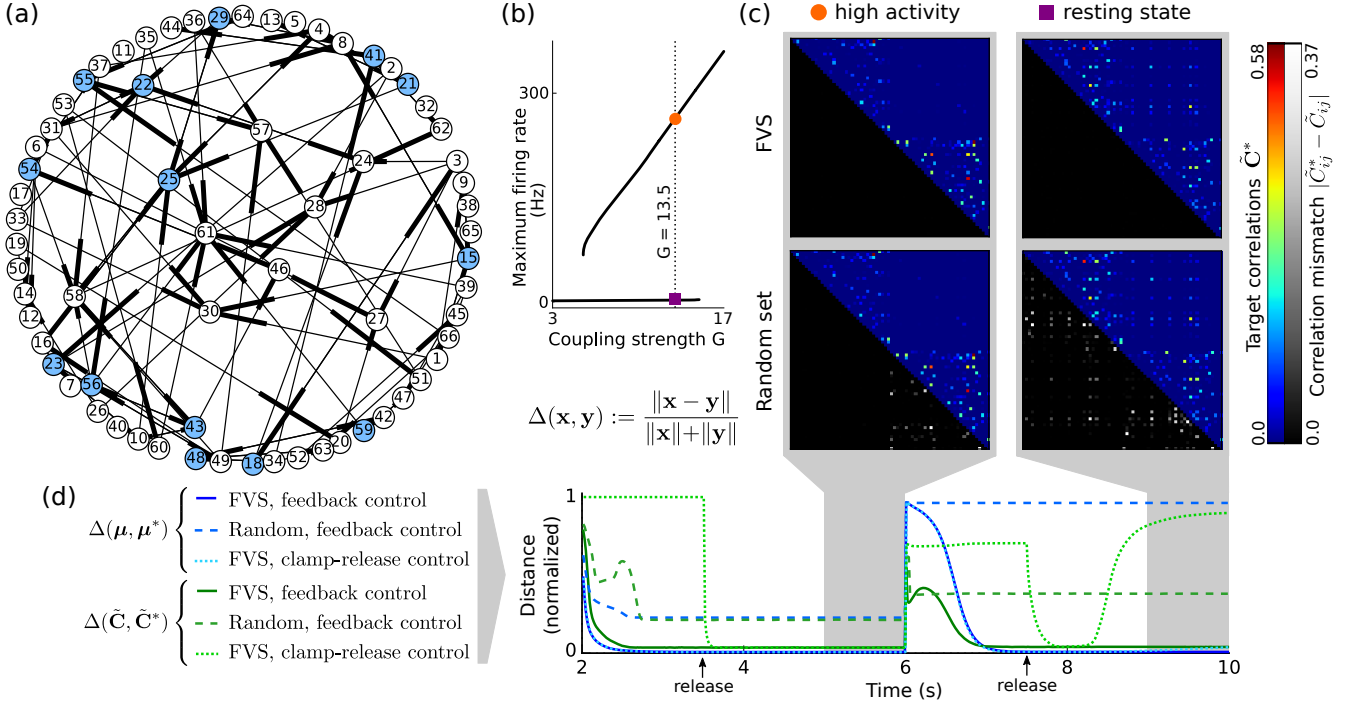 (a)
29 64 13 5 4 8 41 2 21 32 62 3 9 38 65 15 39 45 66 1 51 47 42 59 20 63 52 34 18 49 48 43 60 10 40 26 56 7 23 16 12 14 50 19 33 17 54 6 31 53 55 37 11 35 44 36
22 57 24 25 28 61 46 30 58 27
(b)
Maximum firing rate
(Hz)
300
0
G = 13.5
3
17
Coupling strength G
Δ(x, y) := ‖x − y‖ / ‖x‖+‖y‖
(c)
high activity
resting state
FVS
Random set
0.58
0.0
Target correlations C̃*
0.37
0.0
Correlation mismatch |C̃*ij − C̃ij|
(d)
Δ(μ, μ*)
FVS, feedback control
Random, feedback control
FVS, clamp-release control
Δ(C̃, C̃*)
FVS, feedback control
Random, feedback control
FVS, clamp-release control
Distance
(normalized)
1
0
2 4 6 8 10
release
release
Time (s)